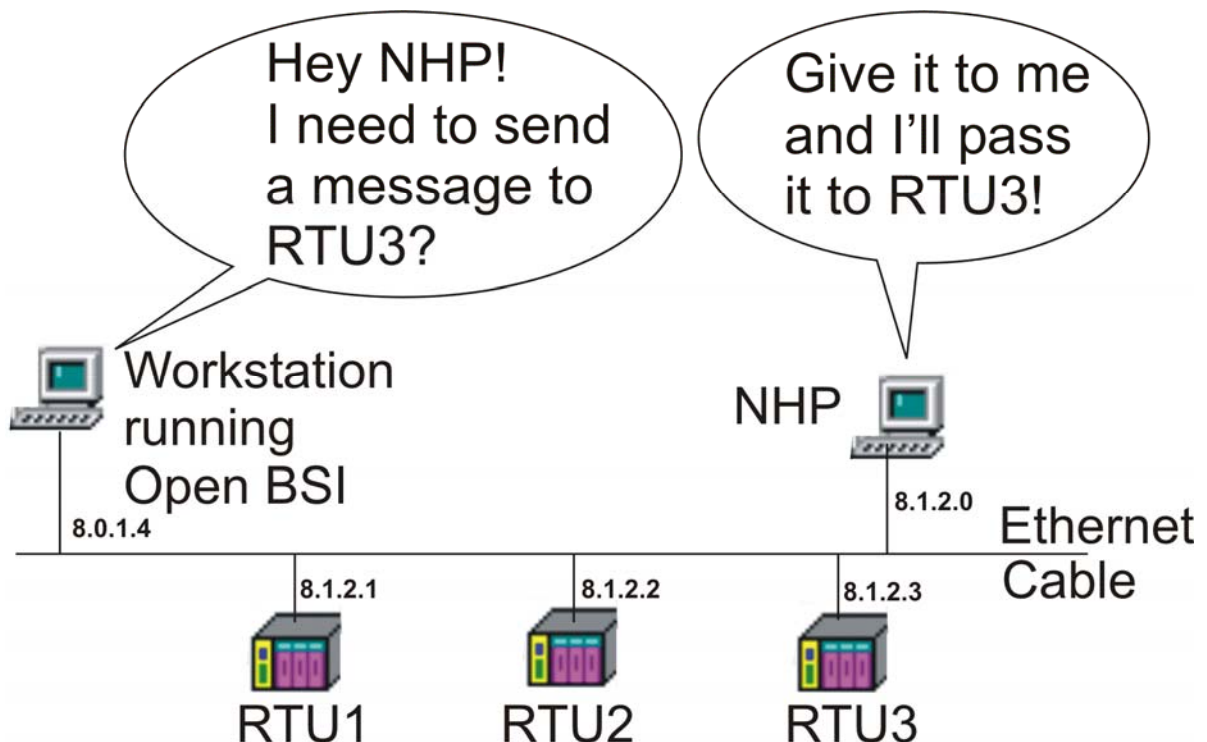 Hey NHP!
I need to send
a message to
RTU3?
Give it to me
and I'll pass
it to RTU3!
Workstation
running
Open BSI
NHP
8.0.1.4
8.1.2.0
Ethernet
Cable
8.1.2.1
8.1.2.2
8.1.2.3
RTU1
RTU2
RTU3